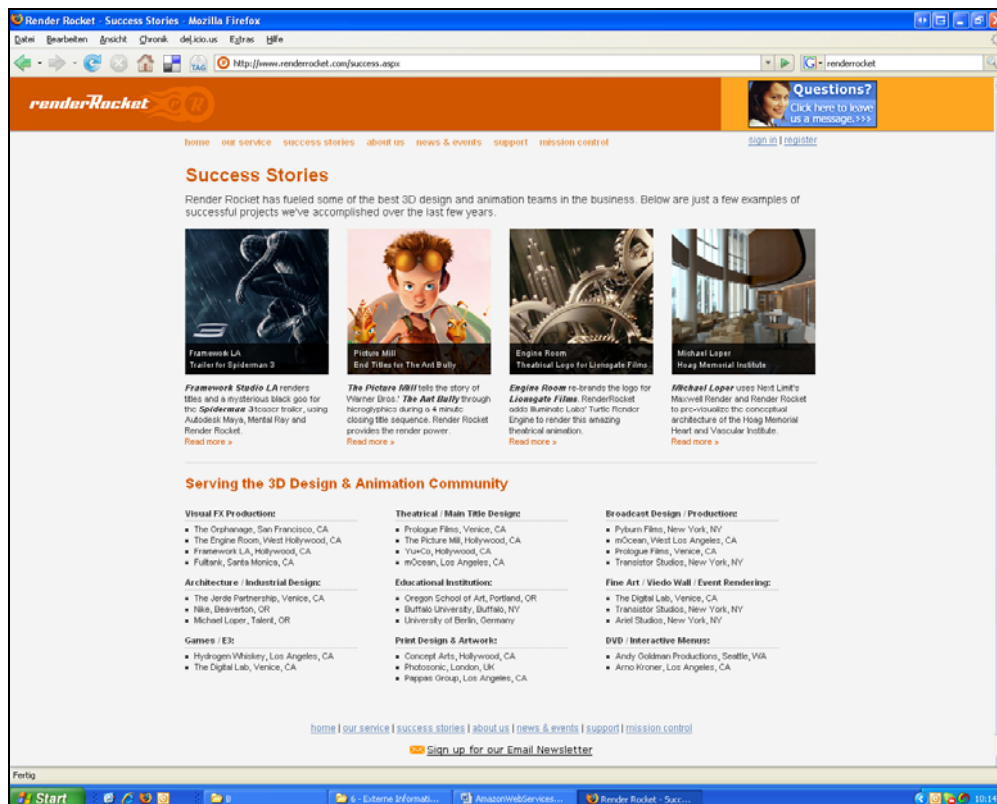 Render Rocket - Success Stories - Mozilla Firefox
Datei Bearbeiten Ansicht Chronik del.icio.us Extras Hilfe
TAG http://www.renderrocket.com/success.aspx G renderrocket
renderRocket R
Questions?
Click here to leave
us a message.>>>
home our service success stories about us news & events support mission control
sign in | register
Success Stories
Render Rocket has fueled some of the best 3D design and animation teams in the business. Below are just a few examples of
successful projects we've accomplished over the last few years.
Framework LA
Trailer for Spiderman 3
Framework Studio LA renders
titles and a mysterious black goo for
the Spiderman 3 teaser trailer, using
Autodesk Maya, Mental Ray and
Render Rocket.
Read more »
Picture Mill
End Titles for The Ant Bully
The Picture Mill tells the story of
Warner Bros.' The Ant Bully through
hieroglyphics during a 4 minute
closing title sequence. Render Rocket
provides the render power.
Read more »
Engine Room
Theatrical Logo for Lionsgate Films
Engine Room re-brands the logo for
Lionsgate Films. RenderRocket
adds Illuminate Labs' Turtle Render
Engine to render this amazing
theatrical animation.
Read more »
Michael Loper
Hoag Memorial Institute
Michael Loper uses Next Limit's
Maxwell Render and Render Rocket
to pre-visualize the conceptual
architecture of the Hoag Memorial
Heart and Vascular Institute.
Read more »
Serving the 3D Design & Animation Community
Visual FX Production:
The Orphanage, San Francisco, CA
The Engine Room, West Hollywood, CA
Framework LA, Hollywood, CA
Fulltank, Santa Monica, CA
Theatrical / Main Title Design:
Prologue Films, Venice, CA
The Picture Mill, Hollywood, CA
Yu+Co, Hollywood, CA
mOcean, Los Angeles, CA
Broadcast Design / Production:
Pyburn Films, New York, NY
mOcean, West Los Angeles, CA
Prologue Films, Venice, CA
Transistor Studios, New York, NY
Architecture / Industrial Design:
The Jerde Partnership, Venice, CA
Nike, Beaverton, OR
Michael Loper, Talent, OR
Educational Institution:
Oregon School of Art, Portland, OR
Buffalo University, Buffalo, NY
University of Berlin, Germany
Fine Art / Viedo Wall / Event Rendering:
The Digital Lab, Venice, CA
Transistor Studios, New York, NY
Ariel Studios, New York, NY
Games / E3:
Hydrogen Whiskey, Los Angeles, CA
The Digital Lab, Venice, CA
Print Design & Artwork:
Concept Arts, Hollywood, CA
Photosonic, London, UK
Pappas Group, Los Angeles, CA
DVD / Interactive Menus:
Andy Goldman Productions, Seattle, WA
Arno Kroner, Los Angeles, CA
home | our service | success stories | about us | news & events | support | mission control
Sign up for our Email Newsletter
Fertig
Start 6 - Externe Informati... AmazonWebServices... Render Rocket - Succ... 10:14